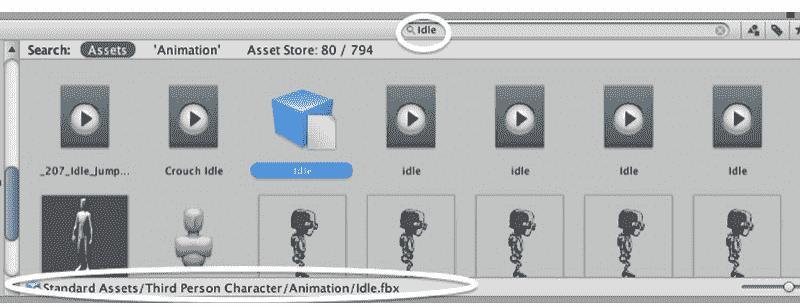 Idle
Search: Assets 'Animation' Asset Store: 80 / 794
_207_Idle_Jump... Crouch Idle Idle idle idle Idle Idle
Standard Assets/Third Person Character/Animation/Idle.fbx